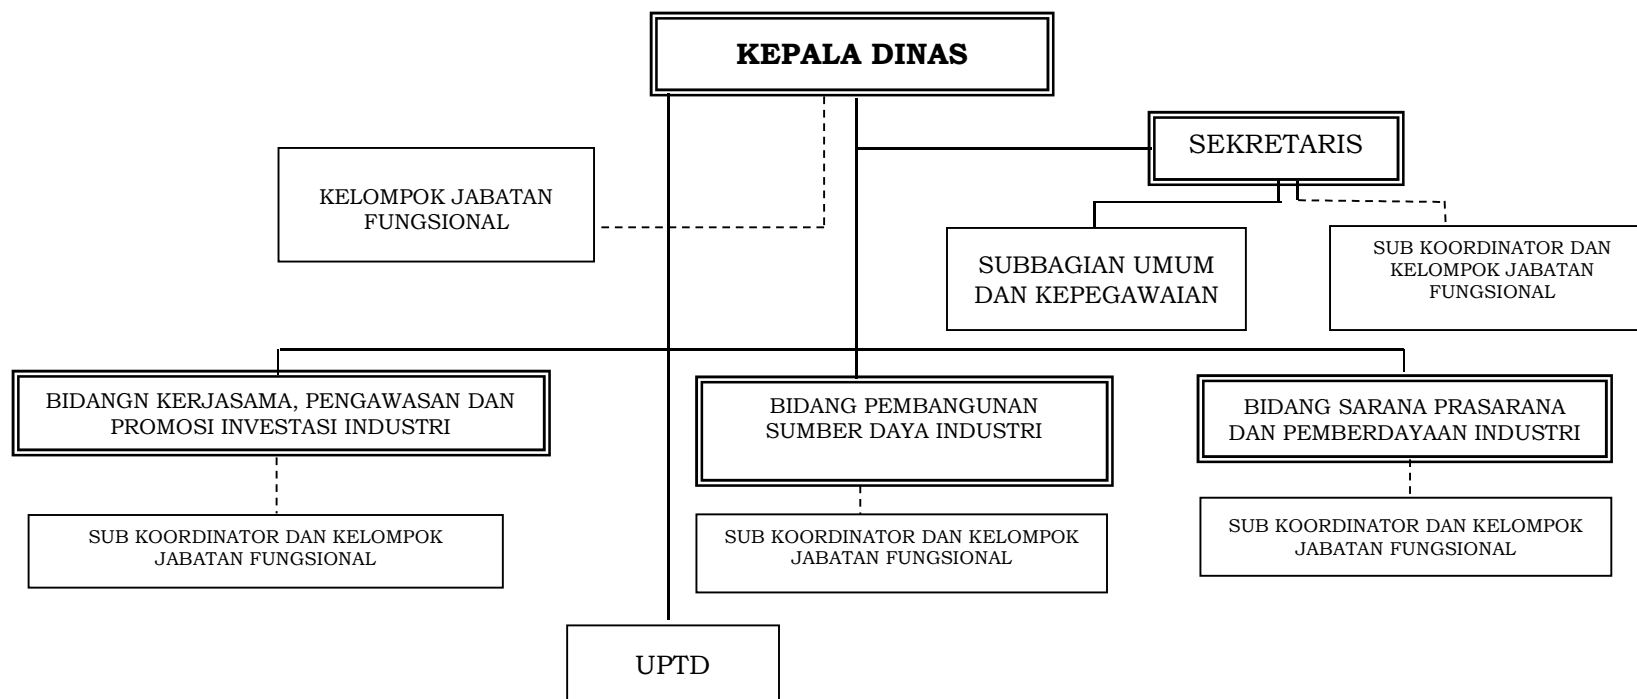 KEPALA DINAS
SEKRETARIS
KELOMPOK JABATAN
FUNGSIONAL
SUBBAGIAN UMUM
DAN KEPEGAWAIAN
SUB KOORDINATOR DAN
KELOMPOK JABATAN
FUNGSIONAL
BIDANGN KERJASAMA, PENGAWASAN DAN
PROMOSI INVESTASI INDUSTRI
BIDANG PEMBANGUNAN
SUMBER DAYA INDUSTRI
BIDANG SARANA PRASARANA
DAN PEMBERDAYAAN INDUSTRI
SUB KOORDINATOR DAN KELOMPOK
JABATAN FUNGSIONAL
SUB KOORDINATOR DAN KELOMPOK
JABATAN FUNGSIONAL
SUB KOORDINATOR DAN KELOMPOK
JABATAN FUNGSIONAL
UPTD